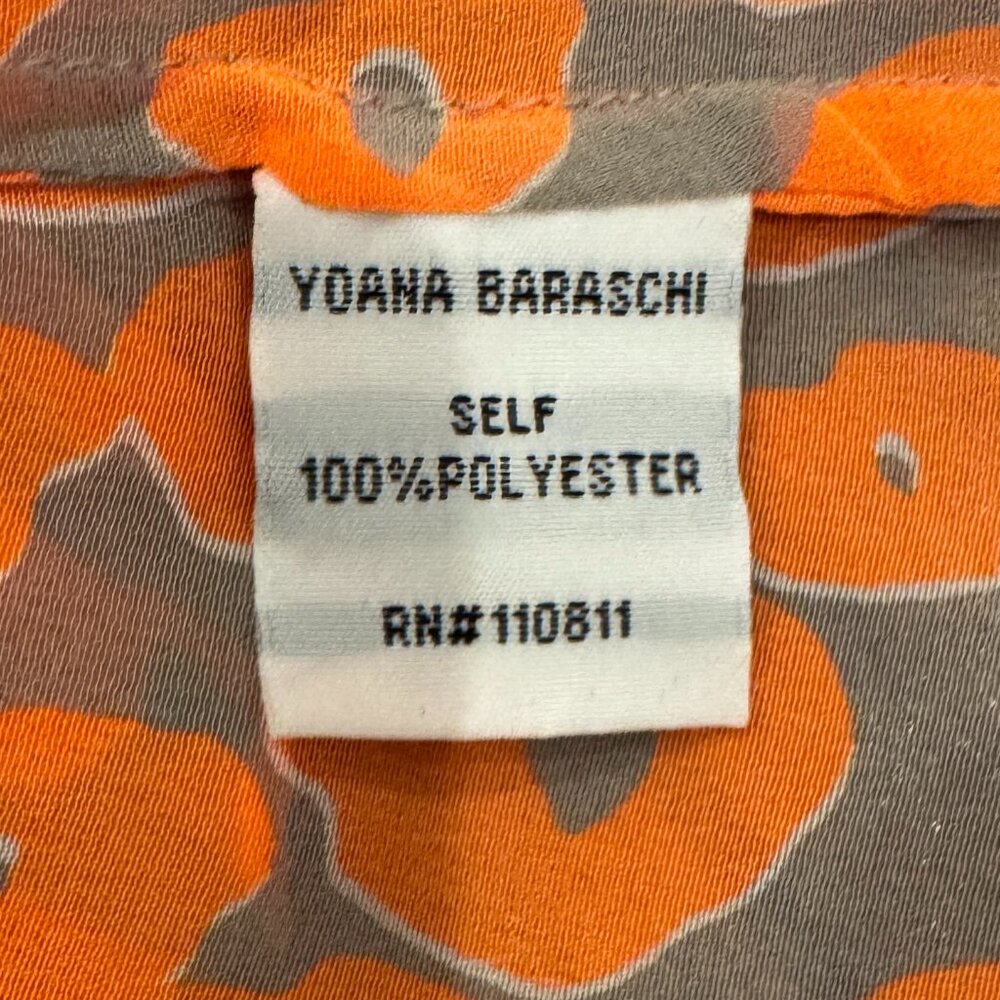 YOANA BARASCHI
SELF
100%POLYESTER
RN#110811